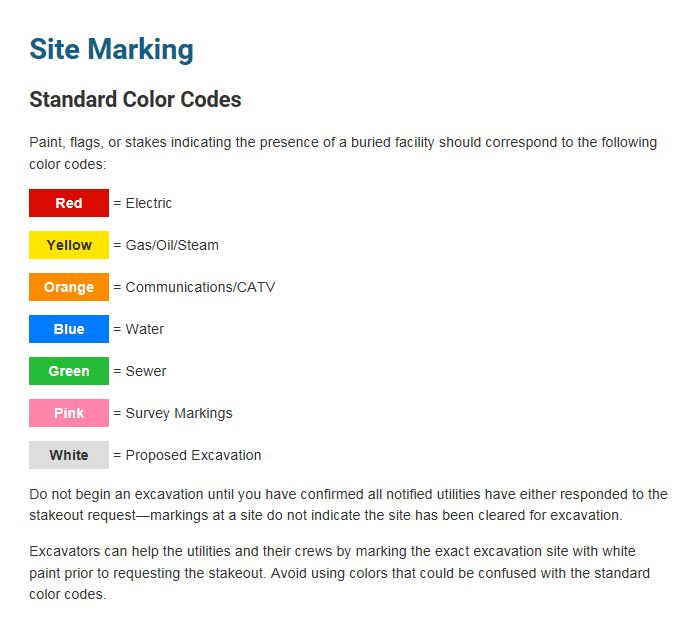 Site Marking
Standard Color Codes
Paint, flags, or stakes indicating the presence of a buried facility should correspond to the following
color codes:
Red = Electric
Yellow = Gas/Oil/Steam
Orange = Communications/CATV
Blue = Water
Green = Sewer
Pink = Survey Markings
White = Proposed Excavation
Do not begin an excavation until you have confirmed all notified utilities have either responded to the
stakeout request—markings at a site do not indicate the site has been cleared for excavation.
Excavators can help the utilities and their crews by marking the exact excavation site with white
paint prior to requesting the stakeout. Avoid using colors that could be confused with the standard
color codes.